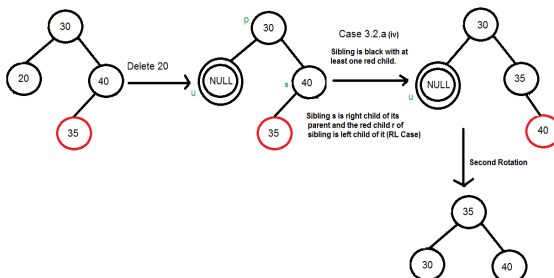 30
20
40
35
Delete 20
p
30
NULL
u
s
40
35
Case 3.2.a (iv)
Sibling is black with at
least one red child.
Sibling s is right child of its
parent and the red child r of
sibling is left child of it (RL Case)
30
NULL
u
35
40
Second Rotation
35
30
40